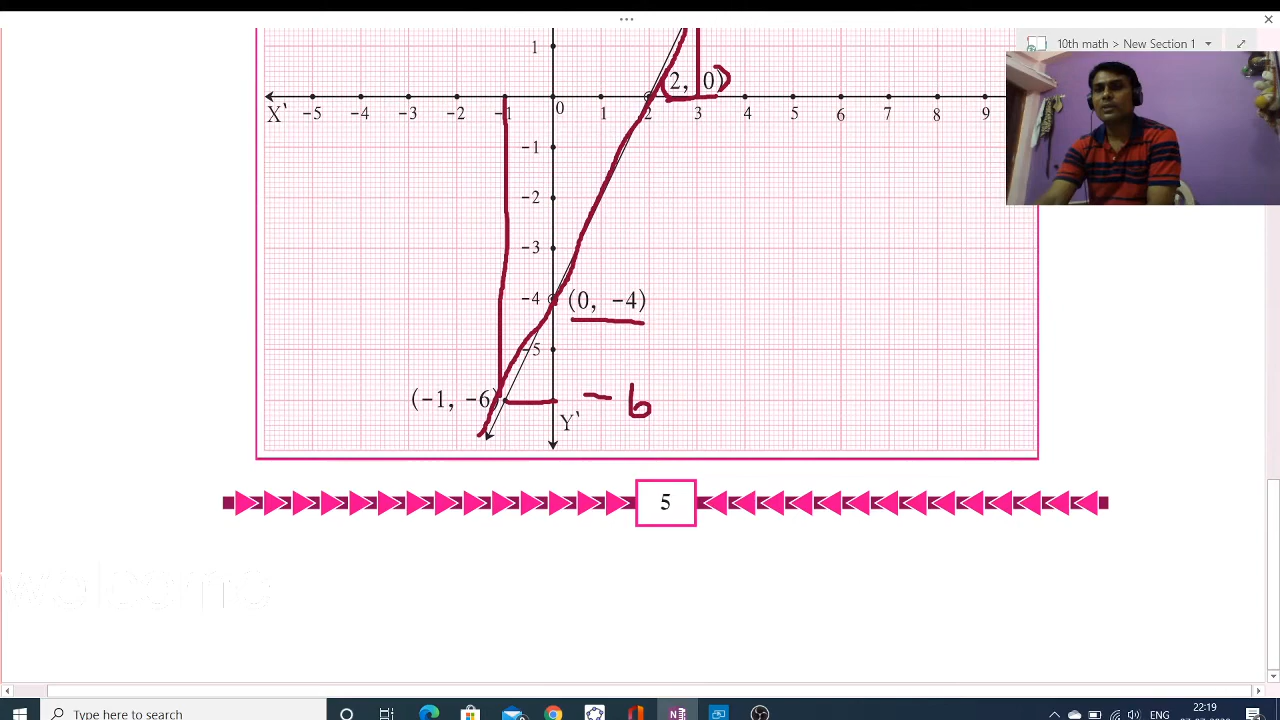 10th math > New Section 1
1
(2, 0)
X' -5 -4 -3 -2 -1 0 1 2 3 4 5 6 7 8 9
-1
-2
-3
-4 (0, -4)
-5
(-1, -6) - 6
Y'
5
welcome
Type here to search
ENG
22:19